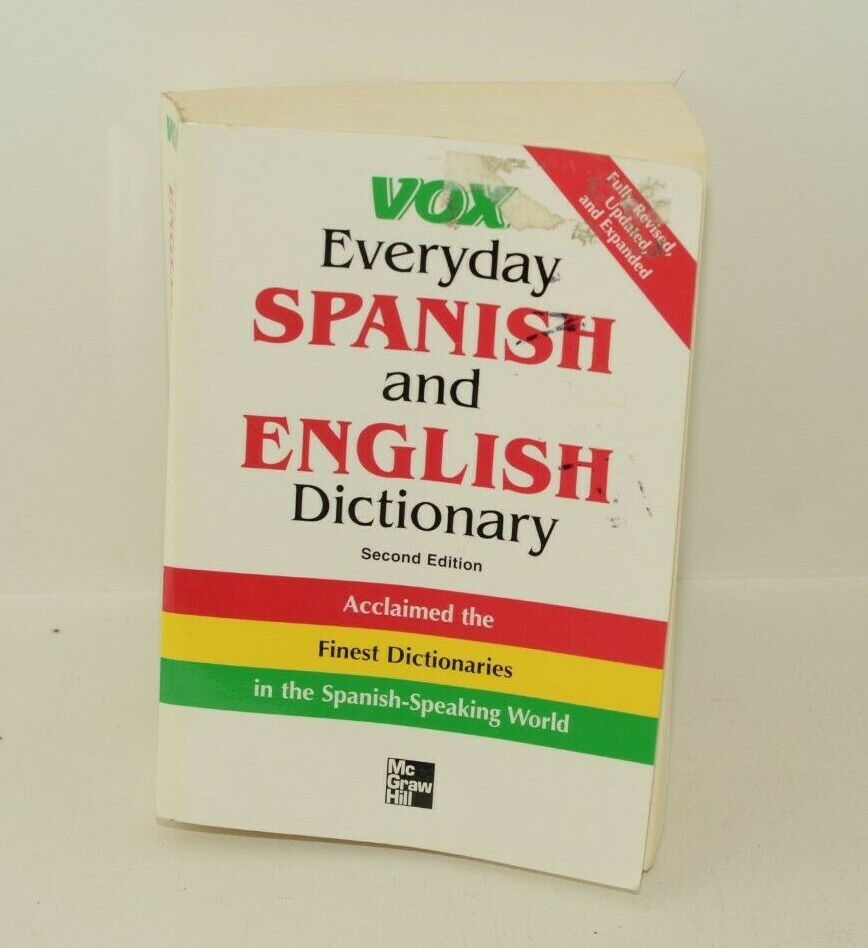 VOX
Everyday
SPANISH
and
ENGLISH
Dictionary
Second Edition
Fully Revised,
Updated,
and Expanded
Acclaimed the
Finest Dictionaries
in the Spanish-Speaking World
Mc
Graw
Hill
VOX